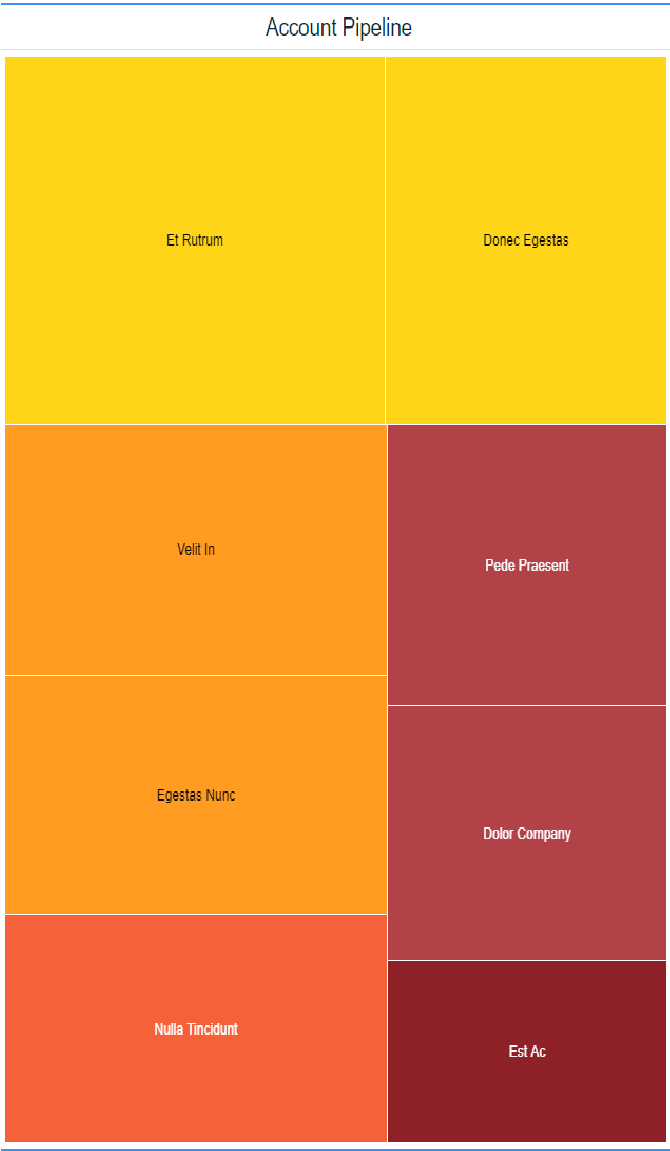 Account Pipeline
Et Rutrum
Donec Egestas
Velit In
Pede Praesent
Egestas Nunc
Dolor Company
Nulla Tincidunt
Est Ac